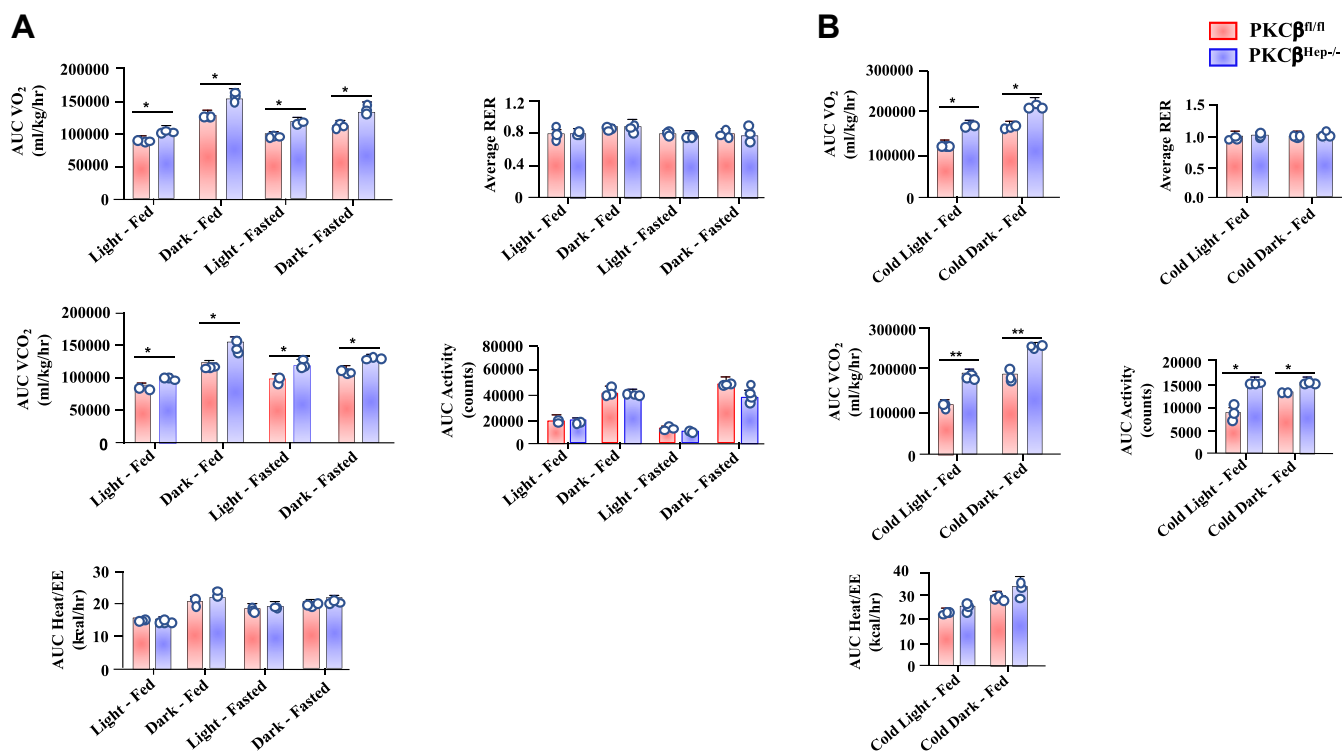 A
AUC VO2
(ml/kg/hr)
200000
150000
100000
50000
0
*
*
*
*
Light - Fed
Dark - Fed
Light - Fasted
Dark - Fasted
Average RER
1.2
0.8
0.4
0
Light - Fed
Dark - Fed
Light - Fasted
Dark - Fasted
AUC VCO2
(ml/kg/hr)
200000
150000
100000
50000
0
*
*
*
*
Light - Fed
Dark - Fed
Light - Fasted
Dark - Fasted
AUC Activity
(counts)
80000
60000
40000
20000
0
Light - Fed
Dark - Fed
Light - Fasted
Dark - Fasted
AUC Heat/EE
(kcal/hr)
30
20
10
0
Light - Fed
Dark - Fed
Light - Fasted
Dark - Fasted
B
PKCβfl/fl
PKCβHep-/-
AUC VO2
(ml/kg/hr)
300000
200000
100000
0
*
*
Cold Light - Fed
Cold Dark - Fed
Average RER
1.5
1.0
0.5
0.0
Cold Light - Fed
Cold Dark - Fed
AUC VCO2
(ml/kg/hr)
300000
200000
100000
0
**
**
Cold Light - Fed
Cold Dark - Fed
AUC Activity
(counts)
20000
15000
10000
5000
0
*
*
Cold Light - Fed
Cold Dark - Fed
AUC Heat/EE
(kcal/hr)
40
30
20
10
0
Cold Light - Fed
Cold Dark - Fed